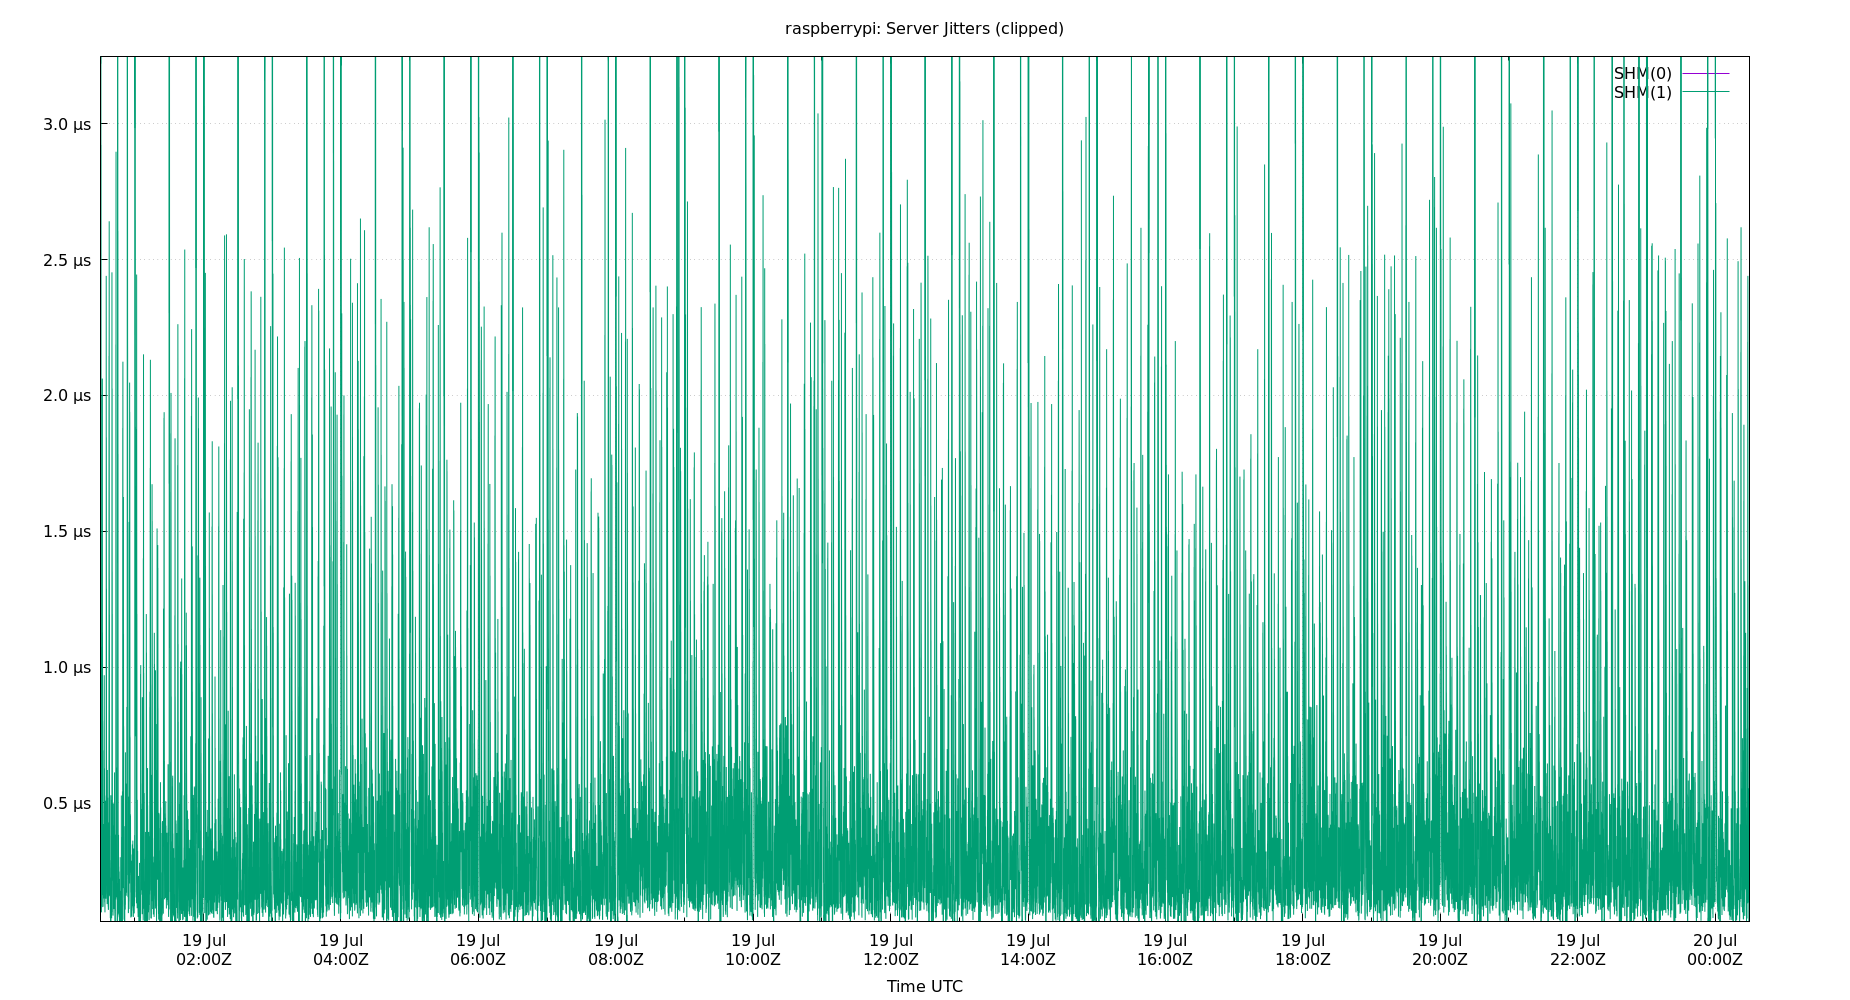 raspberrypi: Server Jitters (clipped)
SHM(0)
SHM(1)
3.0 μs
2.5 μs
2.0 μs
1.5 μs
1.0 μs
0.5 μs
19 Jul 19 Jul 19 Jul 19 Jul 19 Jul 19 Jul 19 Jul 19 Jul 19 Jul 19 Jul 19 Jul 20 Jul
02:00Z 04:00Z 06:00Z 08:00Z 10:00Z 12:00Z 14:00Z 16:00Z 18:00Z 20:00Z 22:00Z 00:00Z
Time UTC